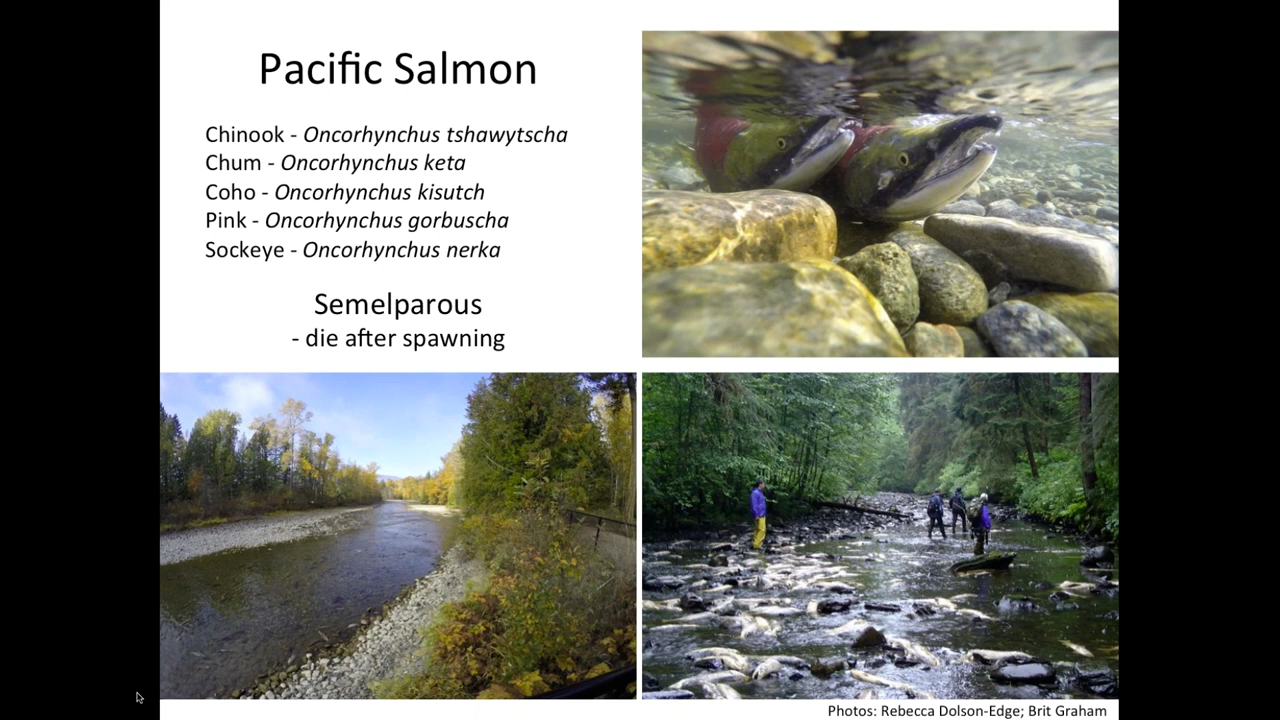 Pacific Salmon
Chinook - Oncorhynchus tshawytscha
Chum - Oncorhynchus keta
Coho - Oncorhynchus kisutch
Pink - Oncorhynchus gorbuscha
Sockeye - Oncorhynchus nerka
Semelparous
- die after spawning
Photos: Rebecca Dolson-Edge; Brit Graham